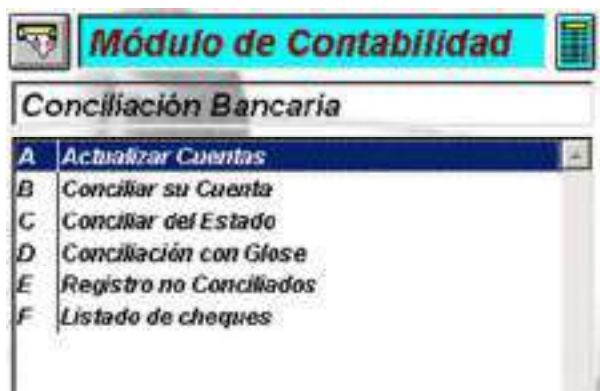 Módulo de Contabilidad
Conciliación Bancaria
A Actualizar Cuentas
B Conciliar su Cuenta
C Conciliar del Estado
D Conciliación con Glose
E Registro no Conciliados
F Listado de cheques